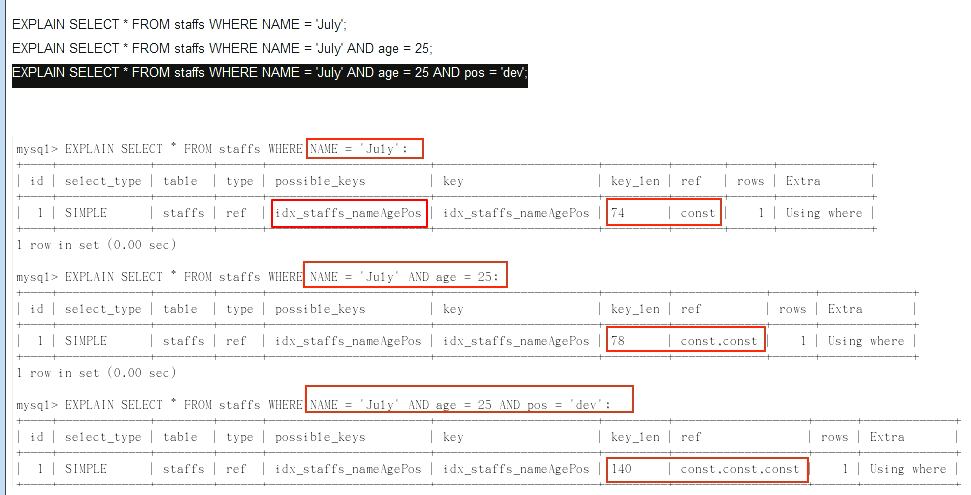 EXPLAIN SELECT * FROM staffs WHERE NAME = 'July';
EXPLAIN SELECT * FROM staffs WHERE NAME = 'July' AND age = 25;
EXPLAIN SELECT * FROM staffs WHERE NAME = 'July' AND age = 25 AND pos = 'dev';
mysql> EXPLAIN SELECT * FROM staffs WHERE NAME = 'July';
| id | select_type | table | type | possible_keys | key | key_len | ref | rows | Extra |
| 1 | SIMPLE | staffs | ref | idx_staffs_nameAgePos | idx_staffs_nameAgePos | 74 | const | 1 | Using where |
1 row in set (0.00 sec)
mysql> EXPLAIN SELECT * FROM staffs WHERE NAME = 'July' AND age = 25;
| id | select_type | table | type | possible_keys | key | key_len | ref | rows | Extra |
| 1 | SIMPLE | staffs | ref | idx_staffs_nameAgePos | idx_staffs_nameAgePos | 78 | const,const | 1 | Using where |
1 row in set (0.00 sec)
mysql> EXPLAIN SELECT * FROM staffs WHERE NAME = 'July' AND age = 25 AND pos = 'dev';
| id | select_type | table | type | possible_keys | key | key_len | ref | rows | Extra |
| 1 | SIMPLE | staffs | ref | idx_staffs_nameAgePos | idx_staffs_nameAgePos | 140 | const,const,const | 1 | Using where |